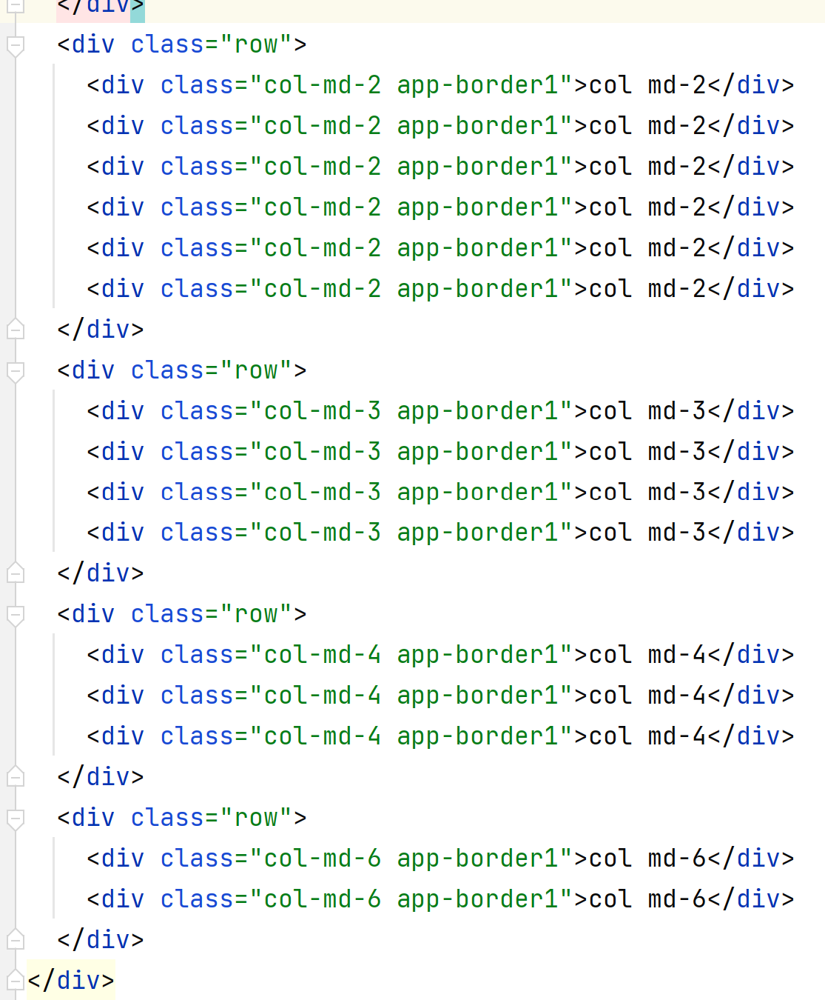 </div>
<div class="row">
<div class="col-md-2 app-border1">col md-2</div>
<div class="col-md-2 app-border1">col md-2</div>
<div class="col-md-2 app-border1">col md-2</div>
<div class="col-md-2 app-border1">col md-2</div>
<div class="col-md-2 app-border1">col md-2</div>
<div class="col-md-2 app-border1">col md-2</div>
</div>
<div class="row">
<div class="col-md-3 app-border1">col md-3</div>
<div class="col-md-3 app-border1">col md-3</div>
<div class="col-md-3 app-border1">col md-3</div>
<div class="col-md-3 app-border1">col md-3</div>
</div>
<div class="row">
<div class="col-md-4 app-border1">col md-4</div>
<div class="col-md-4 app-border1">col md-4</div>
<div class="col-md-4 app-border1">col md-4</div>
</div>
<div class="row">
<div class="col-md-6 app-border1">col md-6</div>
<div class="col-md-6 app-border1">col md-6</div>
</div>
</div>